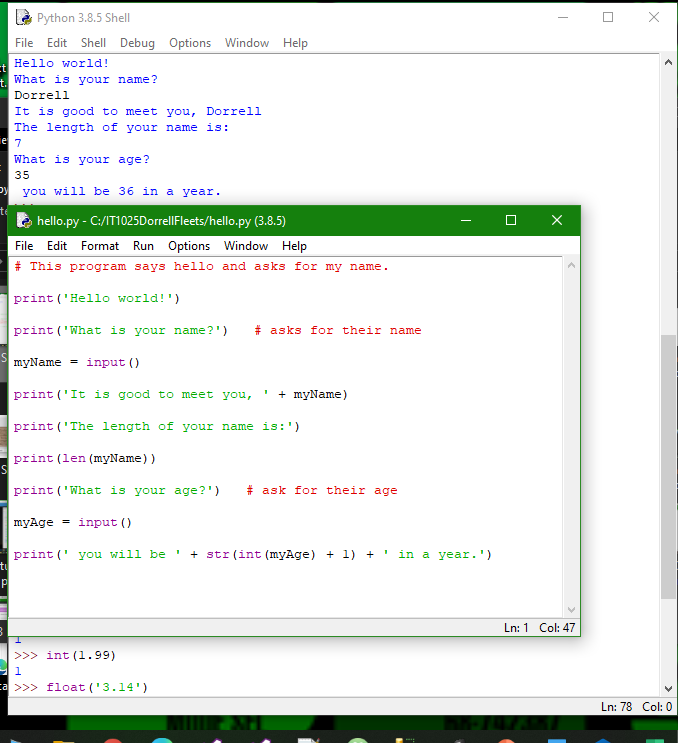 Python 3.8.5 Shell
File Edit Shell Debug Options Window Help
Hello world!
What is your name?
Dorrell
It is good to meet you, Dorrell
The length of your name is:
7
What is your age?
35
 you will be 36 in a year.
hello.py - C:/IT1025DorrellFleets/hello.py (3.8.5)
File Edit Format Run Options Window Help
# This program says hello and asks for my name.
print('Hello world!')
print('What is your name?')   # asks for their name
myName = input()
print('It is good to meet you, ' + myName)
print('The length of your name is:')
print(len(myName))
print('What is your age?')   # ask for their age
myAge = input()
print(' you will be ' + str(int(myAge) + 1) + ' in a year.')
Ln: 1 Col: 47
1
>>> int(1.99)
1
>>> float('3.14')
Ln: 78 Col: 0